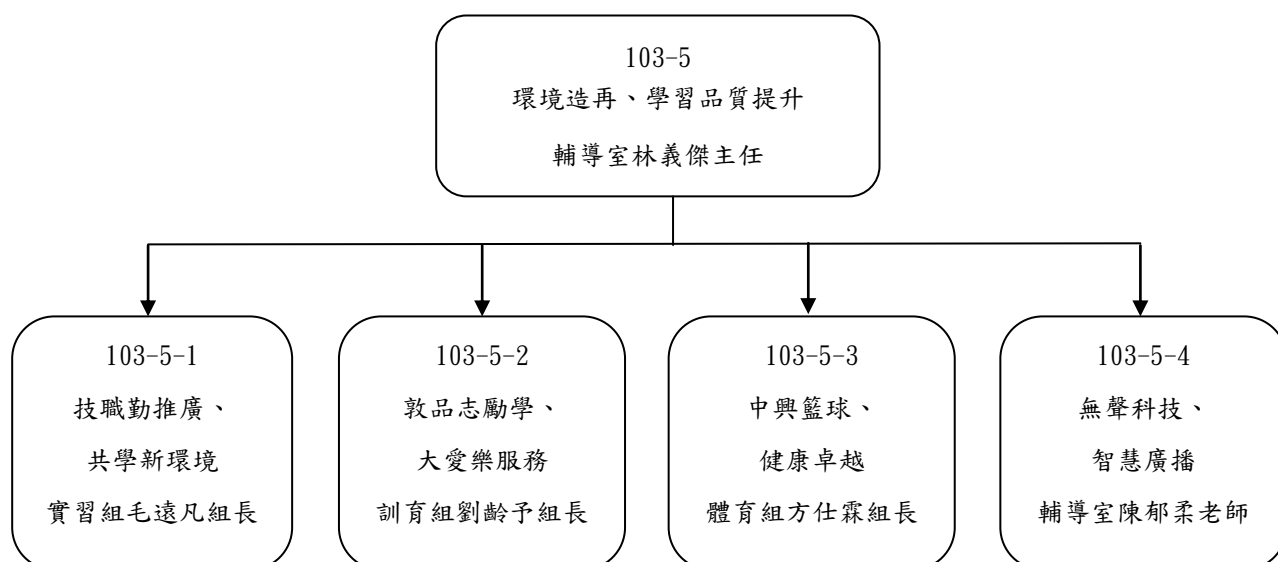 103-5
環境造再、學習品質提升
輔導室林義傑主任
103-5-1
技職勤推廣、
共學新環境
實習組毛遠凡組長
103-5-2
敦品志勵學、
大愛樂服務
訓育組劉齡予組長
103-5-3
中興籃球、
健康卓越
體育組方仕霖組長
103-5-4
無聲科技、
智慧廣播
輔導室陳郁柔老師